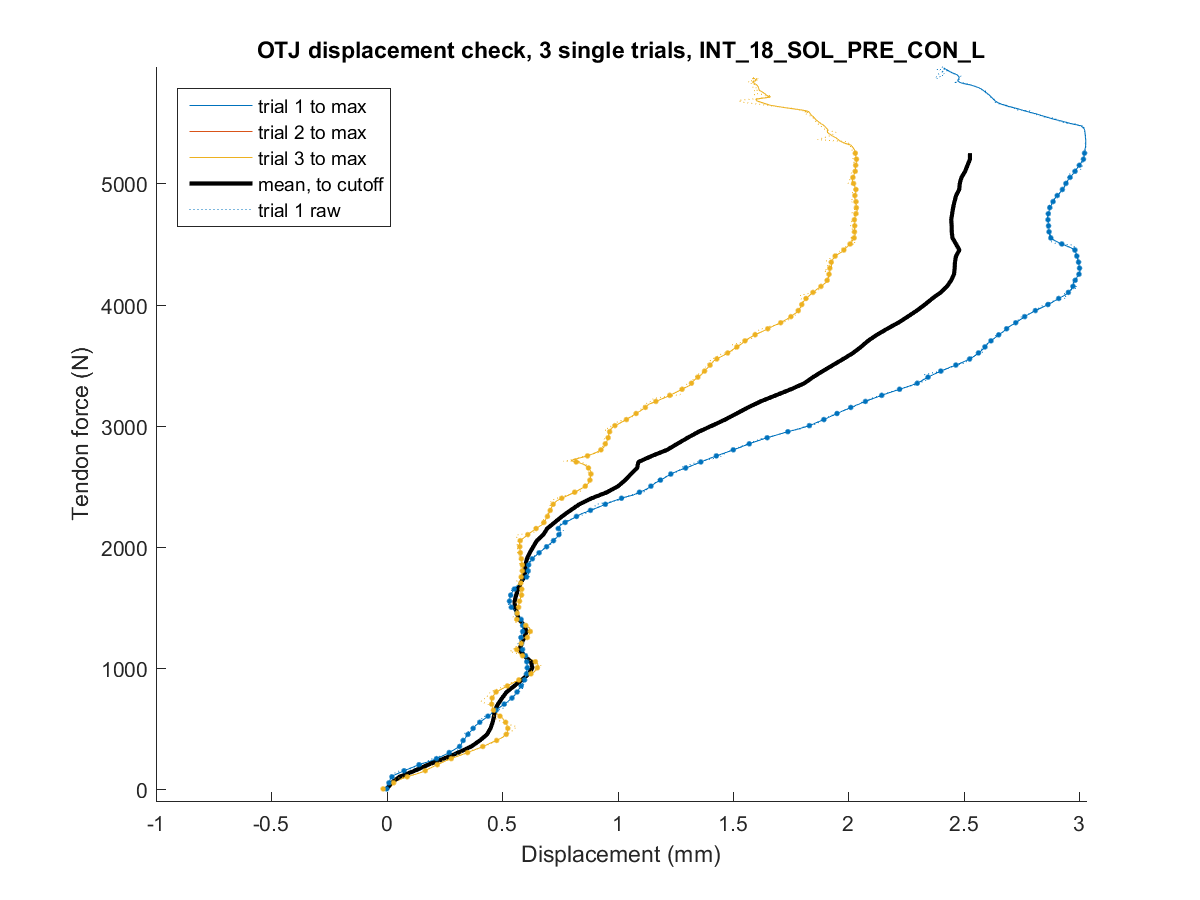 OTJ displacement check, 3 single trials, INT_18_SOL_PRE_CON_L
trial 1 to max
trial 2 to max
trial 3 to max
mean, to cutoff
trial 1 raw
5000
4000
3000
2000
1000
0
Tendon force (N)
-1
-0.5
0
0.5
1
1.5
2
2.5
3
Displacement (mm)